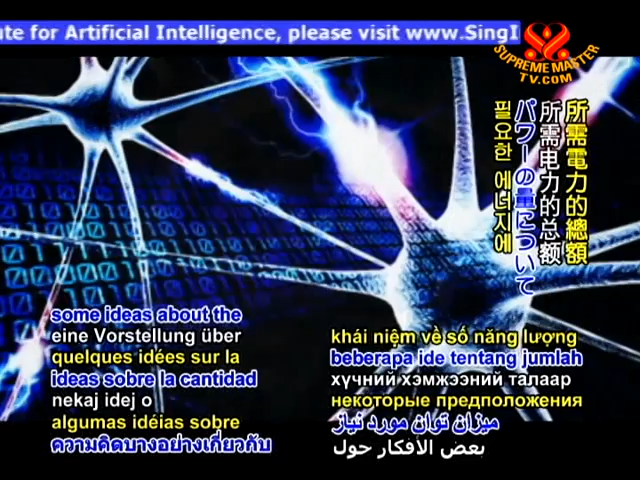 ute for Artificial Intelligence, please visit www.SingI
SUPREME MASTER
TV.COM
所需電力的總額
所需电力的总额
パワーの量について
필요한 에너지에
some ideas about the
eine Vorstellung über
quelques idées sur la
ideas sobre la cantidad
nekaj idej o
algumas idéias sobre
ความคิดบางอย่างเกี่ยวกับ
khái niệm về số năng lượng
beberapa ide tentang jumlah
хүчний хэмжээний талаар
некоторые предположения
میزان توان مورد نیاز
بعض الأفكار حول